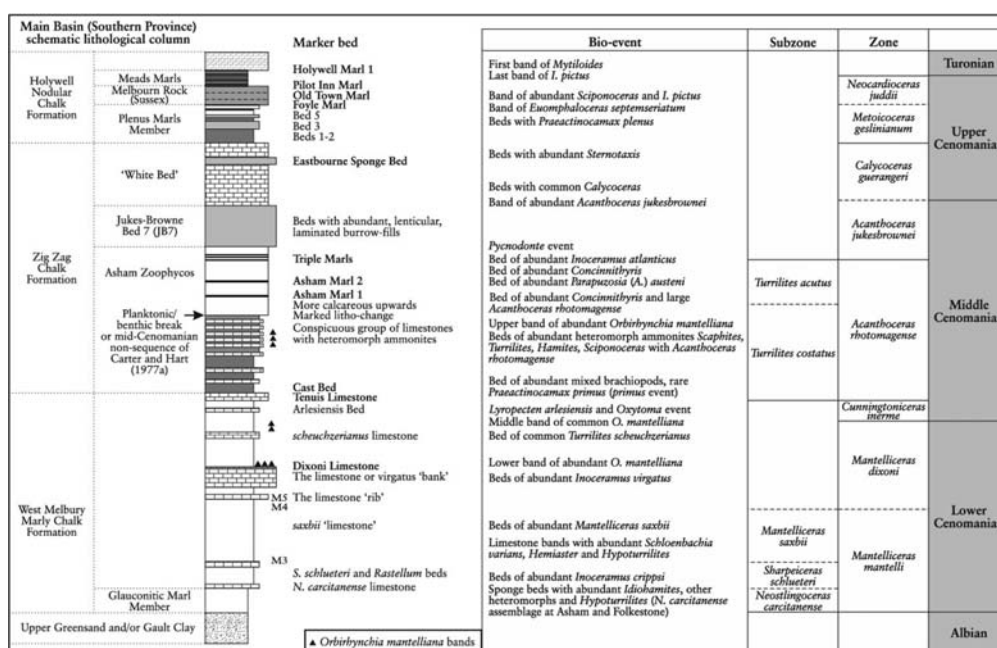 Main Basin (Southern Province)
schematic lithological column
Marker bed
Bio-event
Subzone
Zone
Holywell
Nodular
Chalk
Formation
Meads Marls
Melbourn Rock
(Sussex)
Plenus Marls
Member
Zig Zag
Chalk
Formation
'White Bed'
Jukes-Browne
Bed 7 (JB7)
Asham Zoophycos
Planktonic/
benthic break
or mid-Cenomanian
non-sequence of
Carter and Hart
(1977a)
West Melbury
Marly Chalk
Formation
Glauconitic Marl
Member
Upper Greensand and/or Gault Clay
Holywell Marl 1
Pilot Inn Marl
Old Town Marl
Foyle Marl
Bed 5
Bed 3
Beds 1-2
Eastbourne Sponge Bed
Beds with abundant, lenticular,
laminated burrow-fills
Triple Marls
Asham Marl 2
Asham Marl 1
More calcareous upwards
Marked litho-change
Conspicuous group of limestones
with heteromorph ammonites
Cast Bed
Tenuis Limestone
Arlesiensis Bed
scheuchzerianus limestone
Dixoni Limestone
The limestone or virgatus 'bank'
M5 The limestone 'rib'
M4
saxbii 'limestone'
M3
S. schlueteri and Rastellum beds
N. carcitanense limestone
▲ Orbirhynchia mantelliana bands
First band of Mytiloides
Last band of I. pictus
Band of abundant Sciponoceras and I. pictus
Band of Euomphaloceras septemseriatum
Beds with Praeactinocamax plenus
Beds with abundant Sternotaxis
Beds with common Calycoceras
Band of abundant Acanthoceras jukesbrownei
Pycnodonte event
Bed of abundant Inoceramus atlanticus
Bed of abundant Concinnithyris
Bed of abundant Parapuzosia (A.) austeni
Bed of abundant Concinnithyris and large
Acanthoceras rhotomagense
Upper band of abundant Orbirhynchia mantelliana
Beds of abundant heteromorph ammonites Scaphites,
Turrilites, Hamites, Sciponoceras with Acanthoceras
rhotomagense
Bed of abundant mixed brachiopods, rare
Praeactinocamax primus (primus event)
Lyropecten arlesiensis and Oxytoma event
Middle band of common O. mantelliana
Bed of common Turrilites scheuchzerianus
Lower band of abundant O. mantelliana
Beds of abundant Inoceramus virgatus
Beds of abundant Mantelliceras saxbii
Limestone bands with abundant Schloenbachia
varians, Hemiaster and Hypoturrilites
Beds of abundant Inoceramus crippsi
Sponge beds with abundant Idiohamites, other
heteromorphs and Hypoturrilites (N. carcitanense
assemblage at Asham and Folkestone)
Turrilites acutus
Turrilites costatus
Mantelliceras
saxbii
Sharpeiceras
schlueteri
Neostlingoceras
carcitanense
Neocardioceras
juddii
Metoicoceras
geslinianum
Calycoceras
guerangeri
Acanthoceras
jukesbrownei
Acanthoceras
rhotomagense
Cunningtoniceras
inerme
Mantelliceras
dixoni
Mantelliceras
mantelli
Turonian
Upper
Cenomania
Middle
Cenomania
Lower
Cenomania
Albian